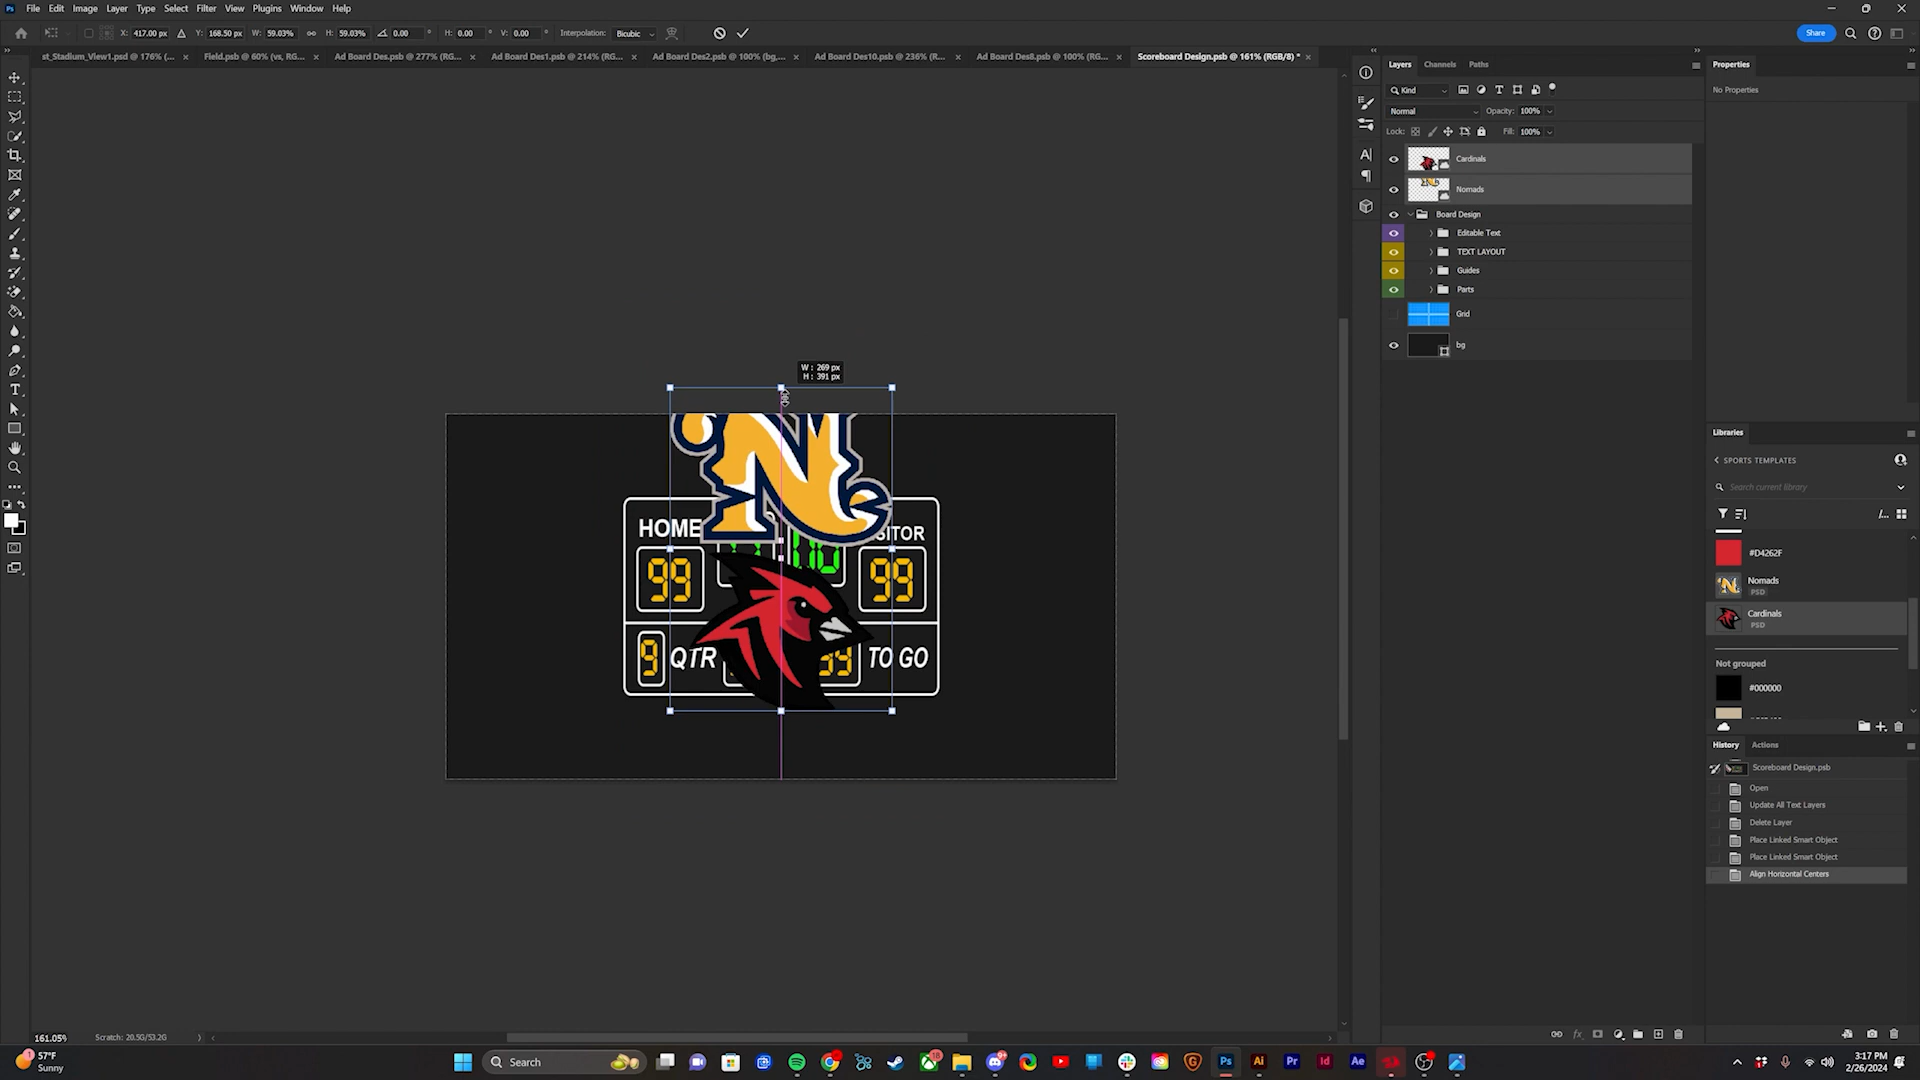 File Edit Image Layer Type Select Filter View Plugins Window Help
X: 417.00 px Y: 168.50 px W: 59.03% H: 59.03% 0.00 ° H: 0.00 ° V: 0.00 ° Interpolation: Bicubic Share
st_Stadium_View1.psd @ 176% (... × Field.psb @ 60% (vs, RG... × Ad Board Des.psb @ 277% (RG... × Ad Board Des1.psb @ 214% (RG... × Ad Board Des2.psb @ 100% (bg,... × Ad Board Des10.psb @ 236% (R... × Ad Board Des8.psb @ 100% (RG... × Scoreboard Design.psb @ 161% (RGB/8) * ×
Layers Channels Paths
Kind
Normal Opacity: 100%
Lock: Fill: 100%
Cardinals
Nomads
Board Design
Editable Text
TEXT LAYOUT
Guides
Parts
Grid
bg
Properties
No Properties
W : 269 px
H : 391 px
HOME
ISITOR
99
99
9 QTR
TO GO
Libraries
SPORTS TEMPLATES
Search current library
#D4262F
Nomads
PSD
Cardinals
PSD
Not grouped
#000000
History Actions
Scoreboard Design.psb
Open
Update All Text Layers
Delete Layer
Place Linked Smart Object
Place Linked Smart Object
Align Horizontal Centers
161.05% Scratch: 20.5G/53.2G
57°F
Sunny
Search
3:17 PM
2/26/2024